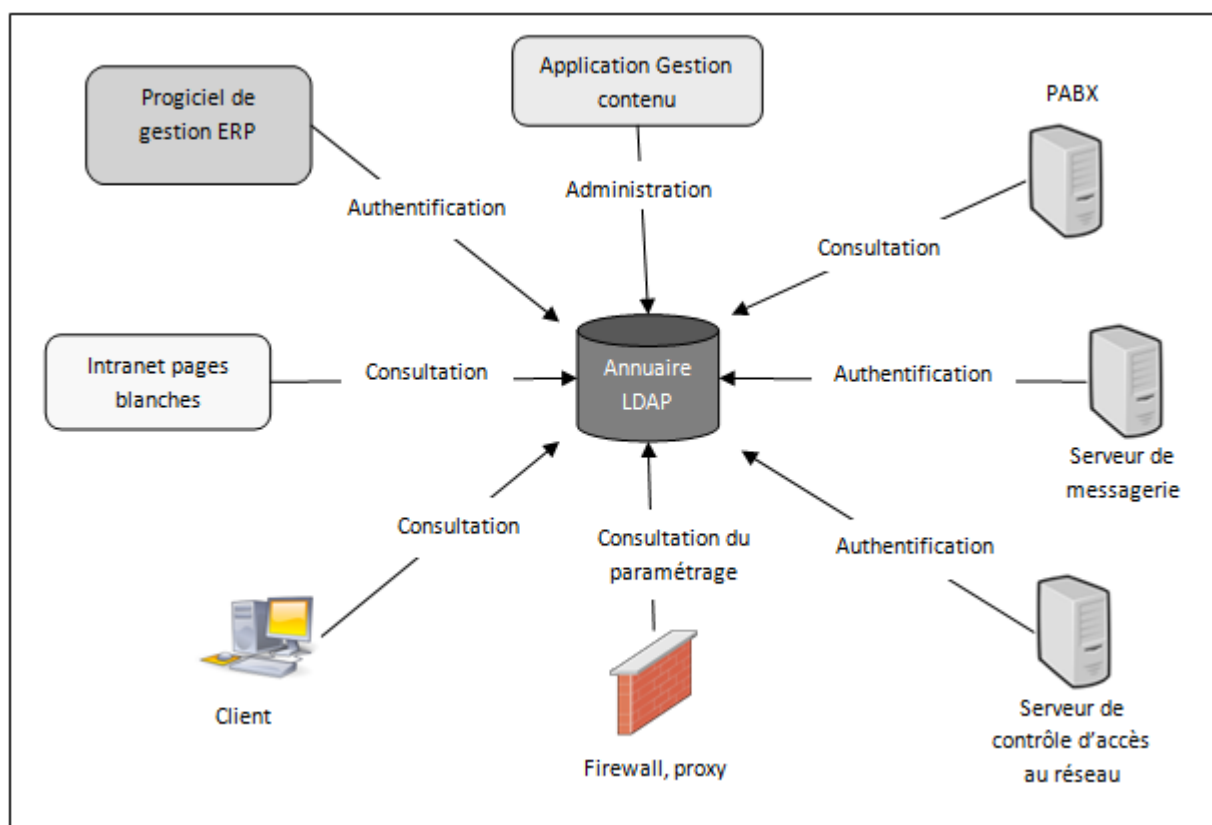 Progiciel de
gestion ERP
Application Gestion
contenu
PABX
Authentification
Administration
Consultation
Intranet pages
blanches
Consultation
Annuaire
LDAP
Authentification
Serveur de
messagerie
Consultation
Consultation du
paramétrage
Authentification
Client
Firewall, proxy
Serveur de
contrôle d'accès
au réseau